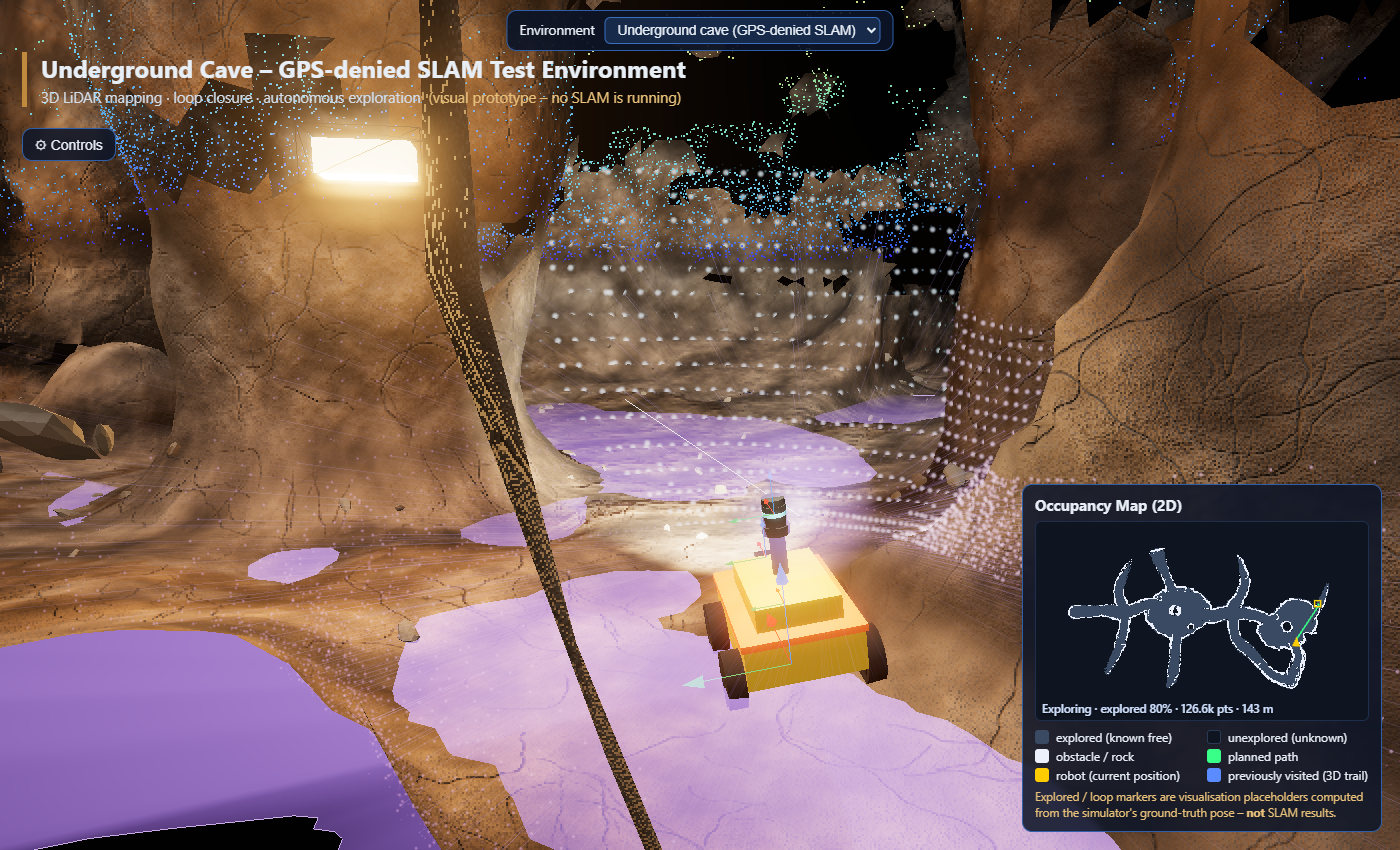 Environment
Underground cave (GPS-denied SLAM)
Underground Cave – GPS-denied SLAM Test Environment
3D LiDAR mapping · loop closure · autonomous exploration (visual prototype – no SLAM is running)
⚙ Controls
Occupancy Map (2D)
Exploring · explored 80% · 126.6k pts · 143 m
explored (known free)
unexplored (unknown)
obstacle / rock
planned path
robot (current position)
previously visited (3D trail)
Explored / loop markers are visualisation placeholders computed
from the simulator's ground-truth pose – not SLAM results.